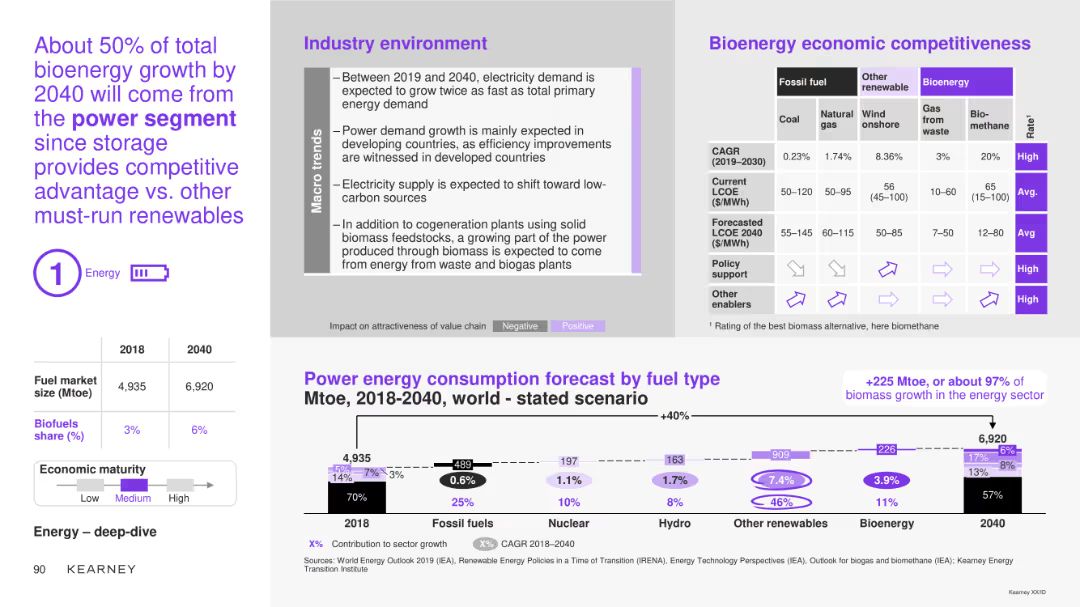 About 50% of total
bioenergy growth by
2040 will come from
the power segment
since storage
provides competitive
advantage vs. other
must-run renewables
1
Energy
2018 2040
Fuel market
size (Mtoe)
4,935 6,920
Biofuels
share (%)
3% 6%
Economic maturity
Low Medium High
Energy – deep-dive
90 KEARNEY
Industry environment
Macro trends
– Between 2019 and 2040, electricity demand is
expected to grow twice as fast as total primary
energy demand
– Power demand growth is mainly expected in
developing countries, as efficiency improvements
are witnessed in developed countries
– Electricity supply is expected to shift toward low-
carbon sources
– In addition to cogeneration plants using solid
biomass feedstocks, a growing part of the power
produced through biomass is expected to come
from energy from waste and biogas plants
Impact on attractiveness of value chain Negative Positive
Bioenergy economic competitiveness
Fossil fuel
Other
renewable
Bioenergy
Coal
Natural
gas
Wind
onshore
Gas
from
waste
Bio-
methane
Rate¹
CAGR
(2019–2030)
0.23% 1.74% 8.36% 3% 20% High
Current
LCOE
($/MWh)
50–120 50–95
56
(45–100)
10–60
65
(15–100)
Avg.
Forecasted
LCOE 2040
($/MWh)
55–145 60–115 50–85 7–50 12–80 Avg
Policy
support
High
Other
enablers
High
¹ Rating of the best biomass alternative, here biomethane
Power energy consumption forecast by fuel type
Mtoe, 2018-2040, world - stated scenario
+225 Mtoe, or about 97% of
biomass growth in the energy sector
+40%
4,935
5%
7% 3%
14%
70%
489
0.6%
25%
197
1.1%
10%
163
1.7%
8%
909
7.4%
46%
226
3.9%
11%
6,920
6%
17%
8%
13%
57%
2018 Fossil fuels Nuclear Hydro Other renewables Bioenergy 2040
X% Contribution to sector growth X% CAGR 2018–2040
Sources: World Energy Outlook 2019 (IEA), Renewable Energy Policies in a Time of Transition (IRENA), Energy Technology Perspectives (IEA), Outlook for biogas and biomethane (IEA); Kearney Energy
Transition Institute
Kearney XX/ID